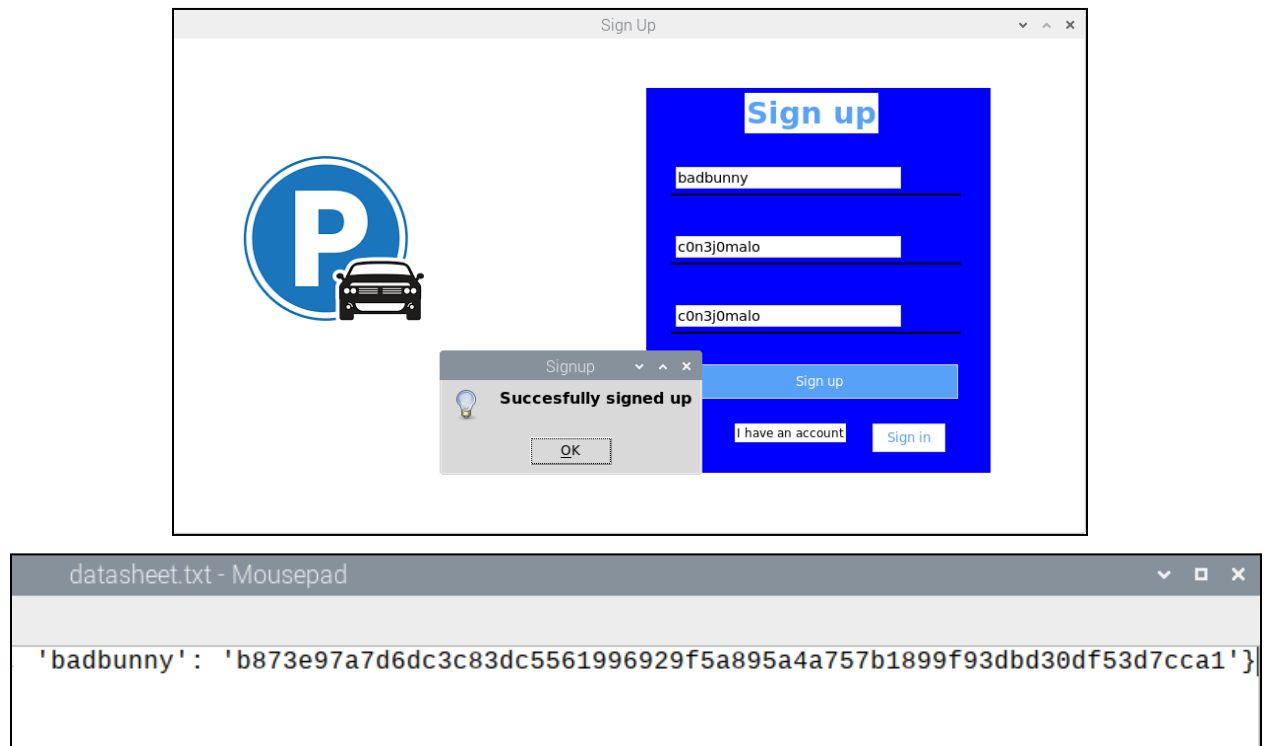 Sign Up
Sign up
badbunny
c0n3j0malo
c0n3j0malo
P
Signup
Sign up
Succesfully signed up
I have an account
Sign in
OK
datasheet.txt - Mousepad
'badbunny': 'b873e97a7d6dc3c83dc5561996929f5a895a4a757b1899f93dbd30df53d7cca1'}